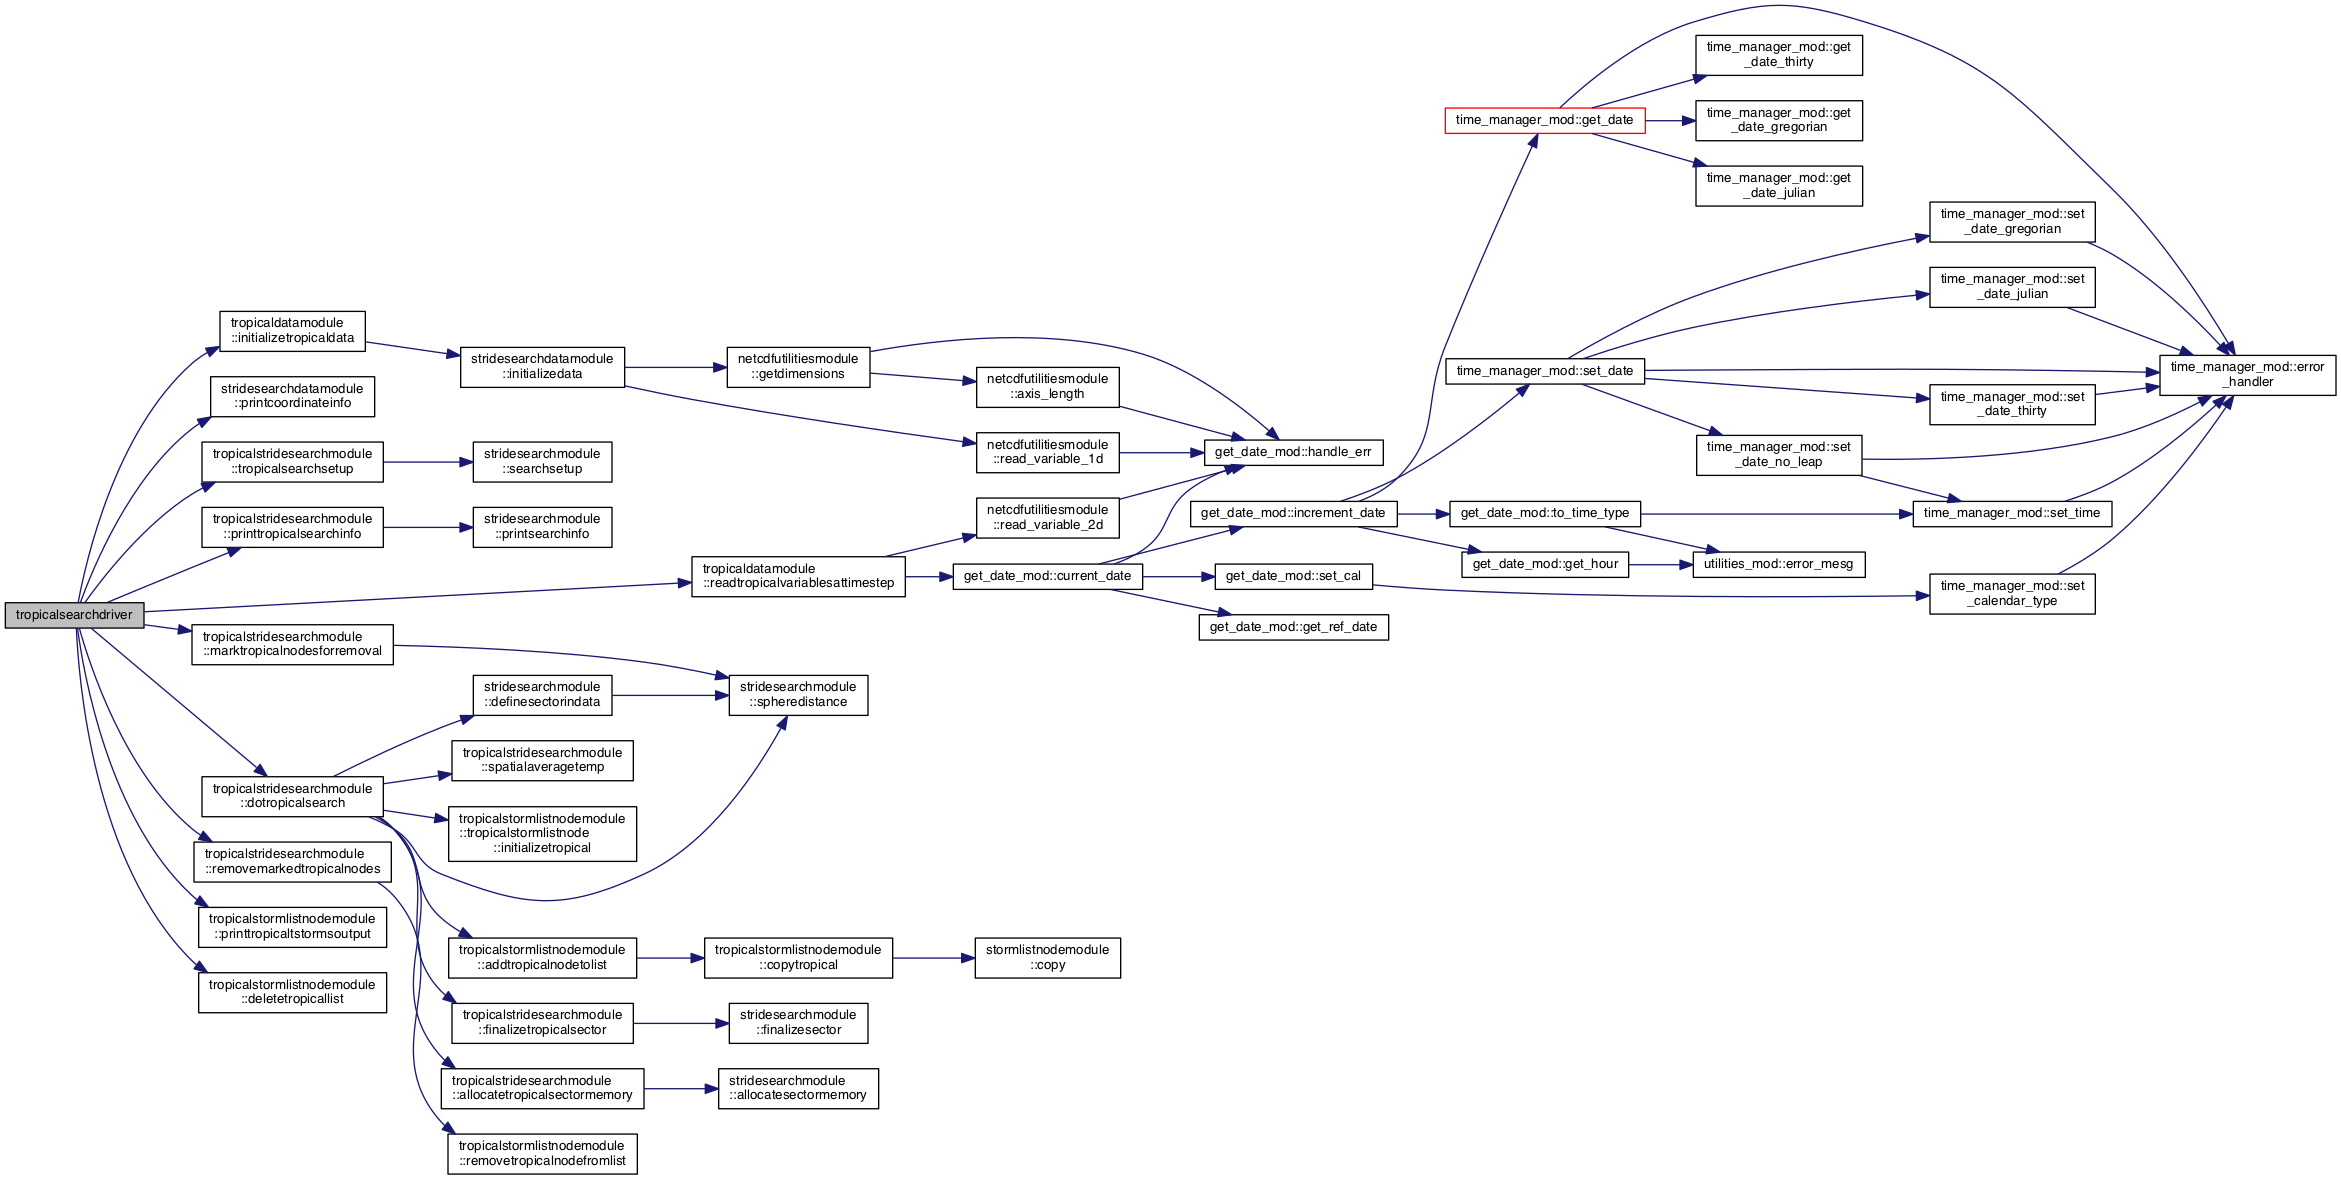 tropicalsearchdriver
tropicaldatamodule
::initializetropicaldata
stridesearchdatamodule
::printcoordinateinfo
tropicalstridesearchmodule
::tropicalsearchsetup
tropicalstridesearchmodule
::printtropicalsearchinfo
tropicaldatamodule
::readtropicalvariablesattimestep
tropicalstridesearchmodule
::marktropicalnodesforremoval
tropicalstridesearchmodule
::dotropicalsearch
tropicalstridesearchmodule
::removemarkedtropicalnodes
tropicalstormlistnodemodule
::printtropicaltstormsoutput
tropicalstormlistnodemodule
::deletetropicallist
stridesearchdatamodule
::initializedata
stridesearchmodule
::searchsetup
stridesearchmodule
::printsearchinfo
stridesearchmodule
::definesectorindata
tropicalstridesearchmodule
::spatialaveragetemp
tropicalstormlistnodemodule
::tropicalstormlistnode
::initializetropical
tropicalstormlistnodemodule
::addtropicalnodetolist
tropicalstridesearchmodule
::finalizetropicalsector
tropicalstridesearchmodule
::allocatetropicalsectormemory
tropicalstormlistnodemodule
::removetropicalnodefromlist
netcdfutilitiesmodule
::getdimensions
stridesearchmodule
::spheredistance
tropicalstormlistnodemodule
::copytropical
stridesearchmodule
::finalizesector
stridesearchmodule
::allocatesectormemory
netcdfutilitiesmodule
::axis_length
netcdfutilitiesmodule
::read_variable_1d
netcdfutilitiesmodule
::read_variable_2d
get_date_mod::current_date
stormlistnodemodule
::copy
get_date_mod::handle_err
get_date_mod::increment_date
get_date_mod::set_cal
get_date_mod::get_ref_date
time_manager_mod::get_date
time_manager_mod::set_date
get_date_mod::to_time_type
get_date_mod::get_hour
time_manager_mod::get
_date_thirty
time_manager_mod::get
_date_gregorian
time_manager_mod::get
_date_julian
time_manager_mod::set
_date_no_leap
utilities_mod::error_mesg
time_manager_mod::set
_date_gregorian
time_manager_mod::set
_date_julian
time_manager_mod::set
_date_thirty
time_manager_mod::set_time
time_manager_mod::set
_calendar_type
time_manager_mod::error
_handler